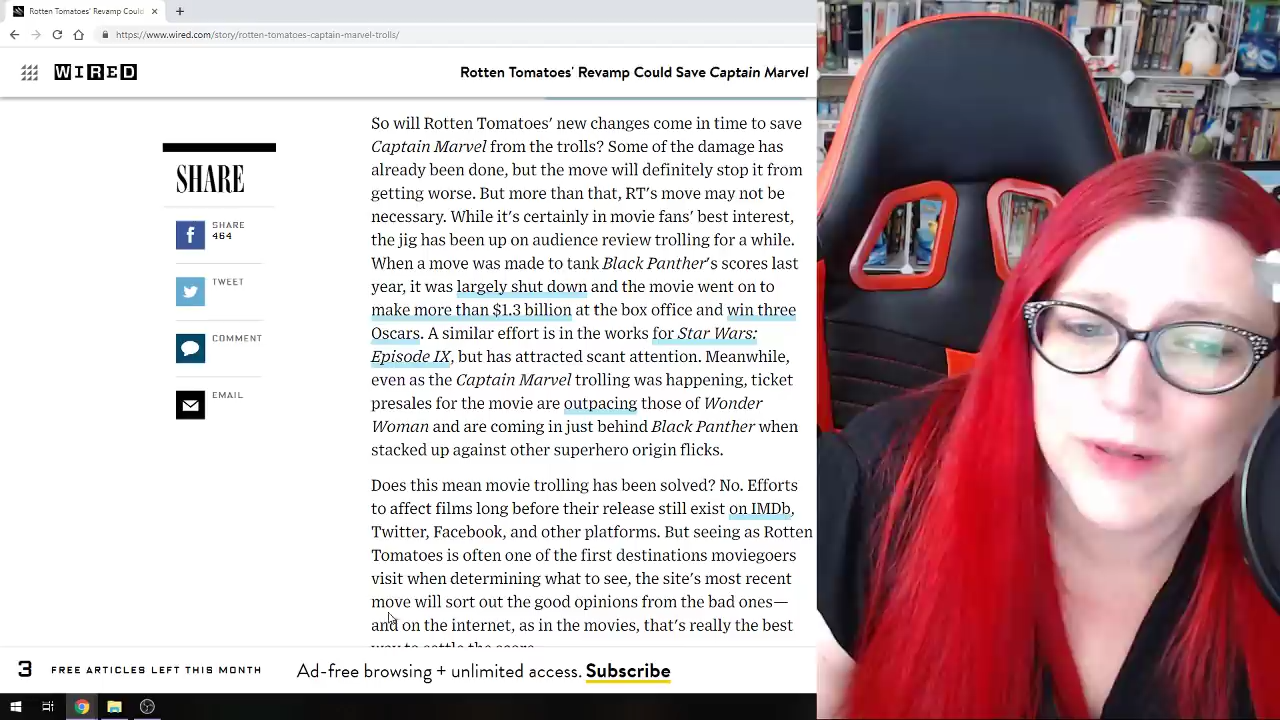 Rotten Tomatoes' Revamp Could
https://www.wired.com/story/rotten-tomatoes-captain-marvel-trolls/
WIRED
Rotten Tomatoes' Revamp Could Save Captain Marvel
SHARE
SHARE
464
TWEET
COMMENT
EMAIL
So will Rotten Tomatoes' new changes come in time to save
Captain Marvel from the trolls? Some of the damage has
already been done, but the move will definitely stop it from
getting worse. But more than that, RT's move may not be
necessary. While it's certainly in movie fans' best interest,
the jig has been up on audience review trolling for a while.
When a move was made to tank Black Panther's scores last
year, it was largely shut down and the movie went on to
make more than $1.3 billion at the box office and win three
Oscars. A similar effort is in the works for Star Wars:
Episode IX, but has attracted scant attention. Meanwhile,
even as the Captain Marvel trolling was happening, ticket
presales for the movie are outpacing those of Wonder
Woman and are coming in just behind Black Panther when
stacked up against other superhero origin flicks.
Does this mean movie trolling has been solved? No. Efforts
to affect films long before their release still exist on IMDb,
Twitter, Facebook, and other platforms. But seeing as Rotten
Tomatoes is often one of the first destinations moviegoers
visit when determining what to see, the site's most recent
move will sort out the good opinions from the bad ones—
and on the internet, as in the movies, that's really the best
way to settle the score.
3 FREE ARTICLES LEFT THIS MONTH
Ad-free browsing + unlimited access. Subscribe